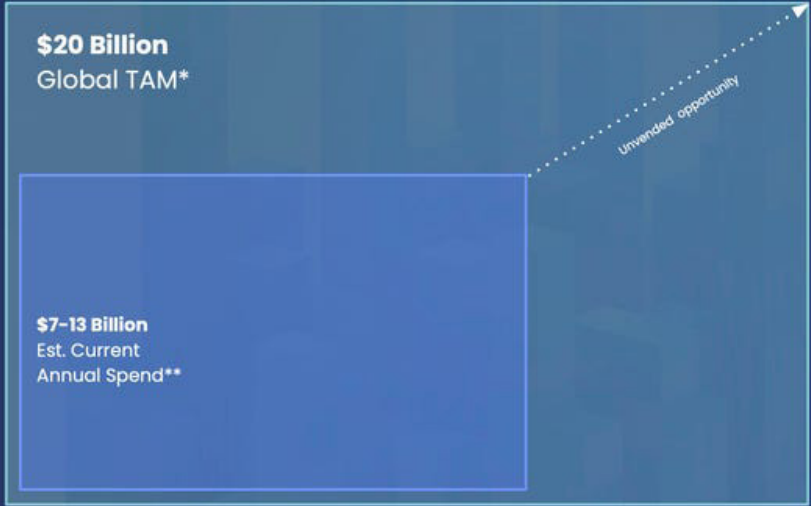 $20 Billion
Global TAM*
Unvended opportunity
$7-13 Billion
Est. Current
Annual Spend**